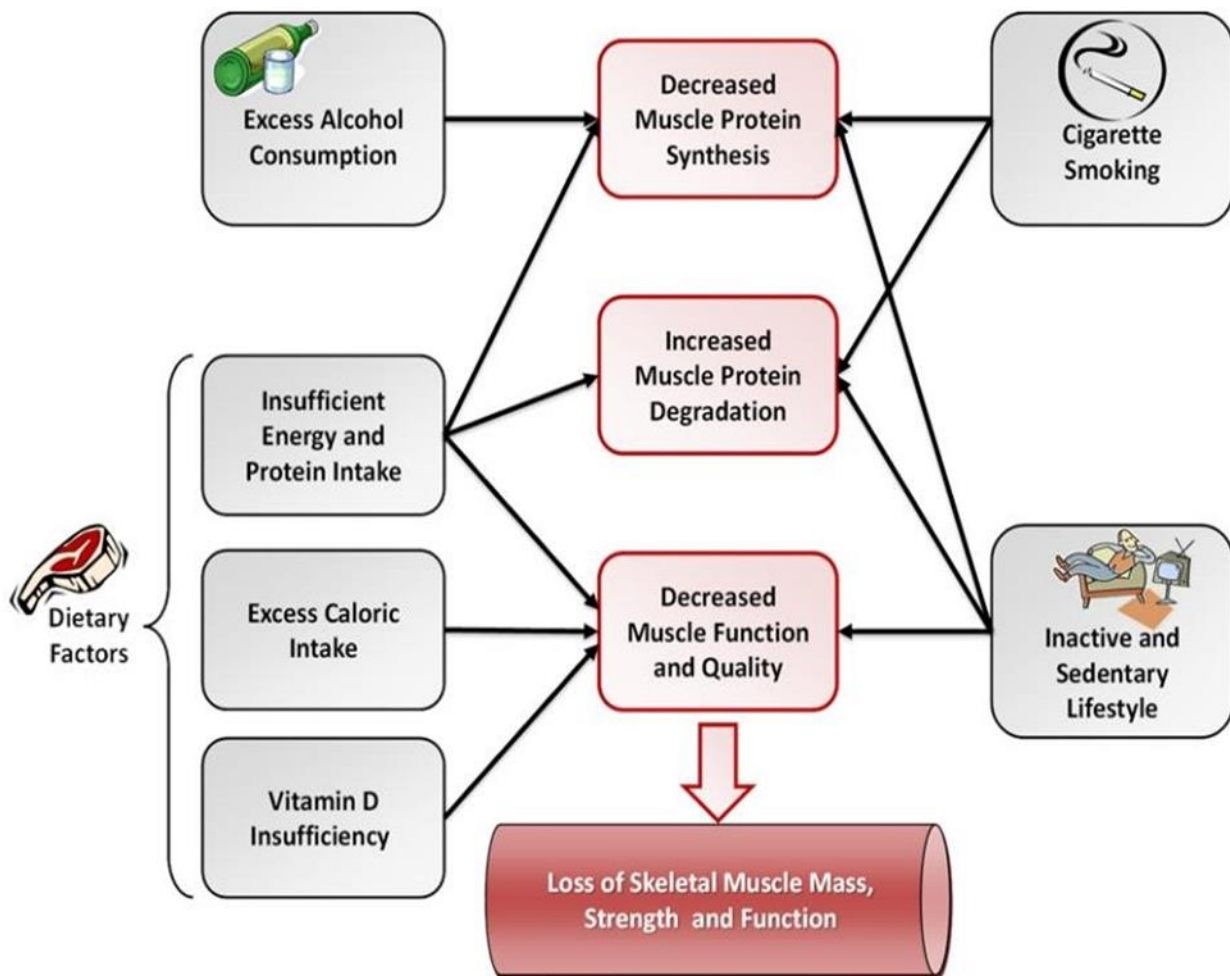 Excess Alcohol
Consumption
Decreased
Muscle Protein
Synthesis
Cigarette
Smoking
Insufficient
Energy and
Protein Intake
Increased
Muscle Protein
Degradation
Dietary
Factors
Excess Caloric
Intake
Decreased
Muscle Function
and Quality
Inactive and
Sedentary
Lifestyle
Vitamin D
Insufficiency
Loss of Skeletal Muscle Mass,
Strength and Function